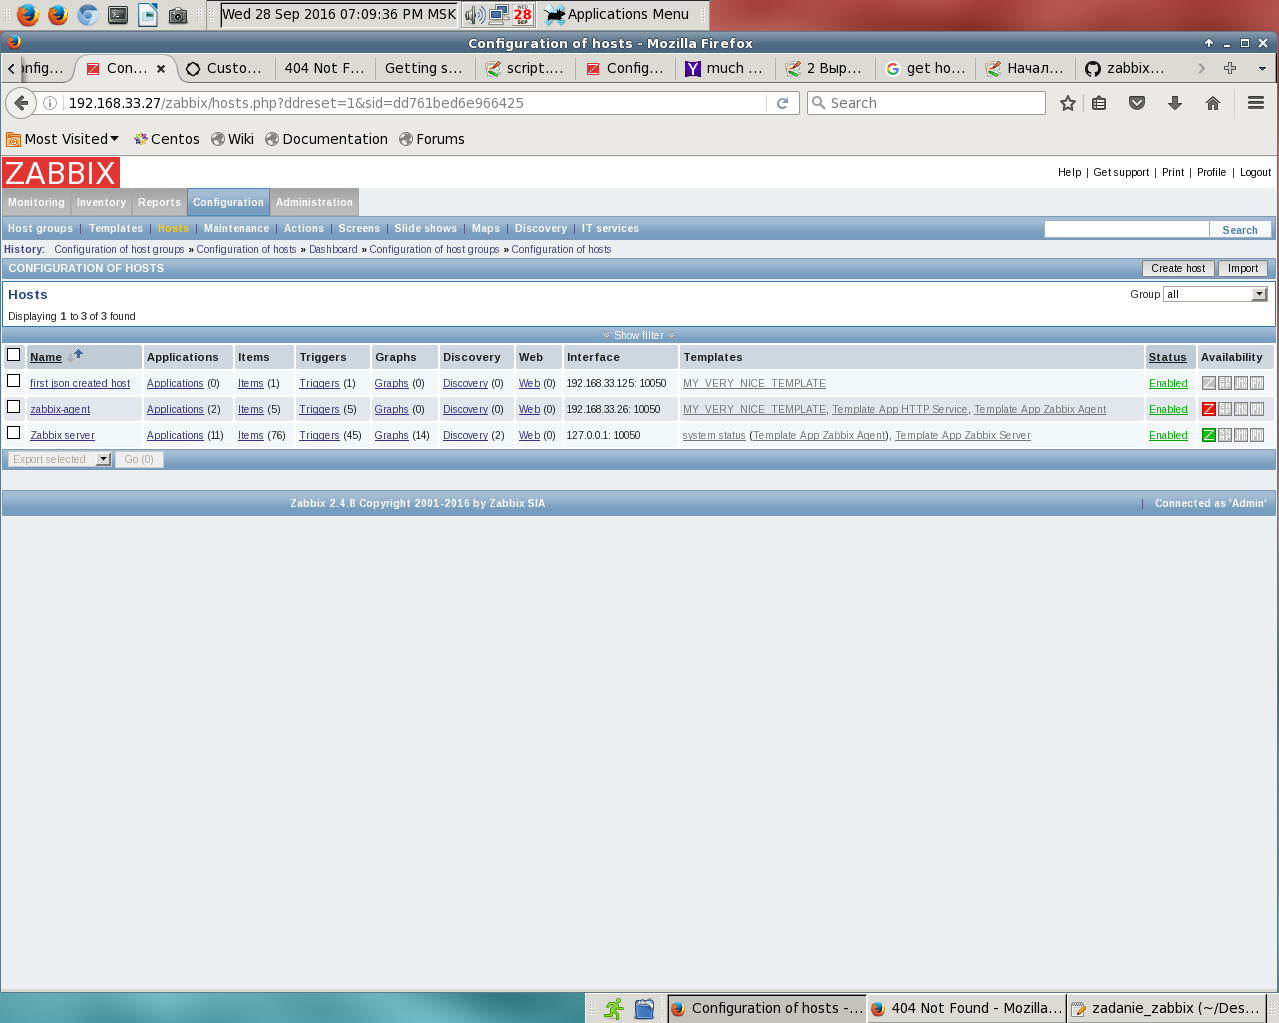 Wed 28 Sep 2016 07:09:36 PM MSK WED 28 SEP Applications Menu
Configuration of hosts - Mozilla Firefox
onfig… Con… Custo… 404 Not F… Getting s… script.… Config… much … 2 Выр… get ho… Начал… zabbix…
192.168.33.27/zabbix/hosts.php?ddreset=1&sid=dd761bed6e966425 Search
Most Visited Centos Wiki Documentation Forums
ZABBIX Help | Get support | Print | Profile | Logout
Monitoring Inventory Reports Configuration Administration
Host groups | Templates | Hosts | Maintenance | Actions | Screens | Slide shows | Maps | Discovery | IT services Search
History: Configuration of host groups » Configuration of hosts » Dashboard » Configuration of host groups » Configuration of hosts
CONFIGURATION OF HOSTS Create host Import
Hosts Group all
Displaying 1 to 3 of 3 found
Show filter
Name Applications Items Triggers Graphs Discovery Web Interface Templates Status Availability
first json created host Applications (0) Items (1) Triggers (1) Graphs (0) Discovery (0) Web (0) 192.168.33.125: 10050 MY_VERY_NICE_TEMPLATE Enabled Z SNMP JMX IPMI
zabbix-agent Applications (2) Items (5) Triggers (5) Graphs (0) Discovery (0) Web (0) 192.168.33.26: 10050 MY_VERY_NICE_TEMPLATE, Template App HTTP Service, Template App Zabbix Agent Enabled Z SNMP JMX IPMI
Zabbix server Applications (11) Items (76) Triggers (45) Graphs (14) Discovery (2) Web (0) 127.0.0.1: 10050 system status (Template App Zabbix Agent), Template App Zabbix Server Enabled Z SNMP JMX IPMI
Export selected Go (0)
Zabbix 2.4.8 Copyright 2001-2016 by Zabbix SIA | Connected as 'Admin'
Configuration of hosts -… 404 Not Found - Mozilla… zadanie_zabbix (~/Des…